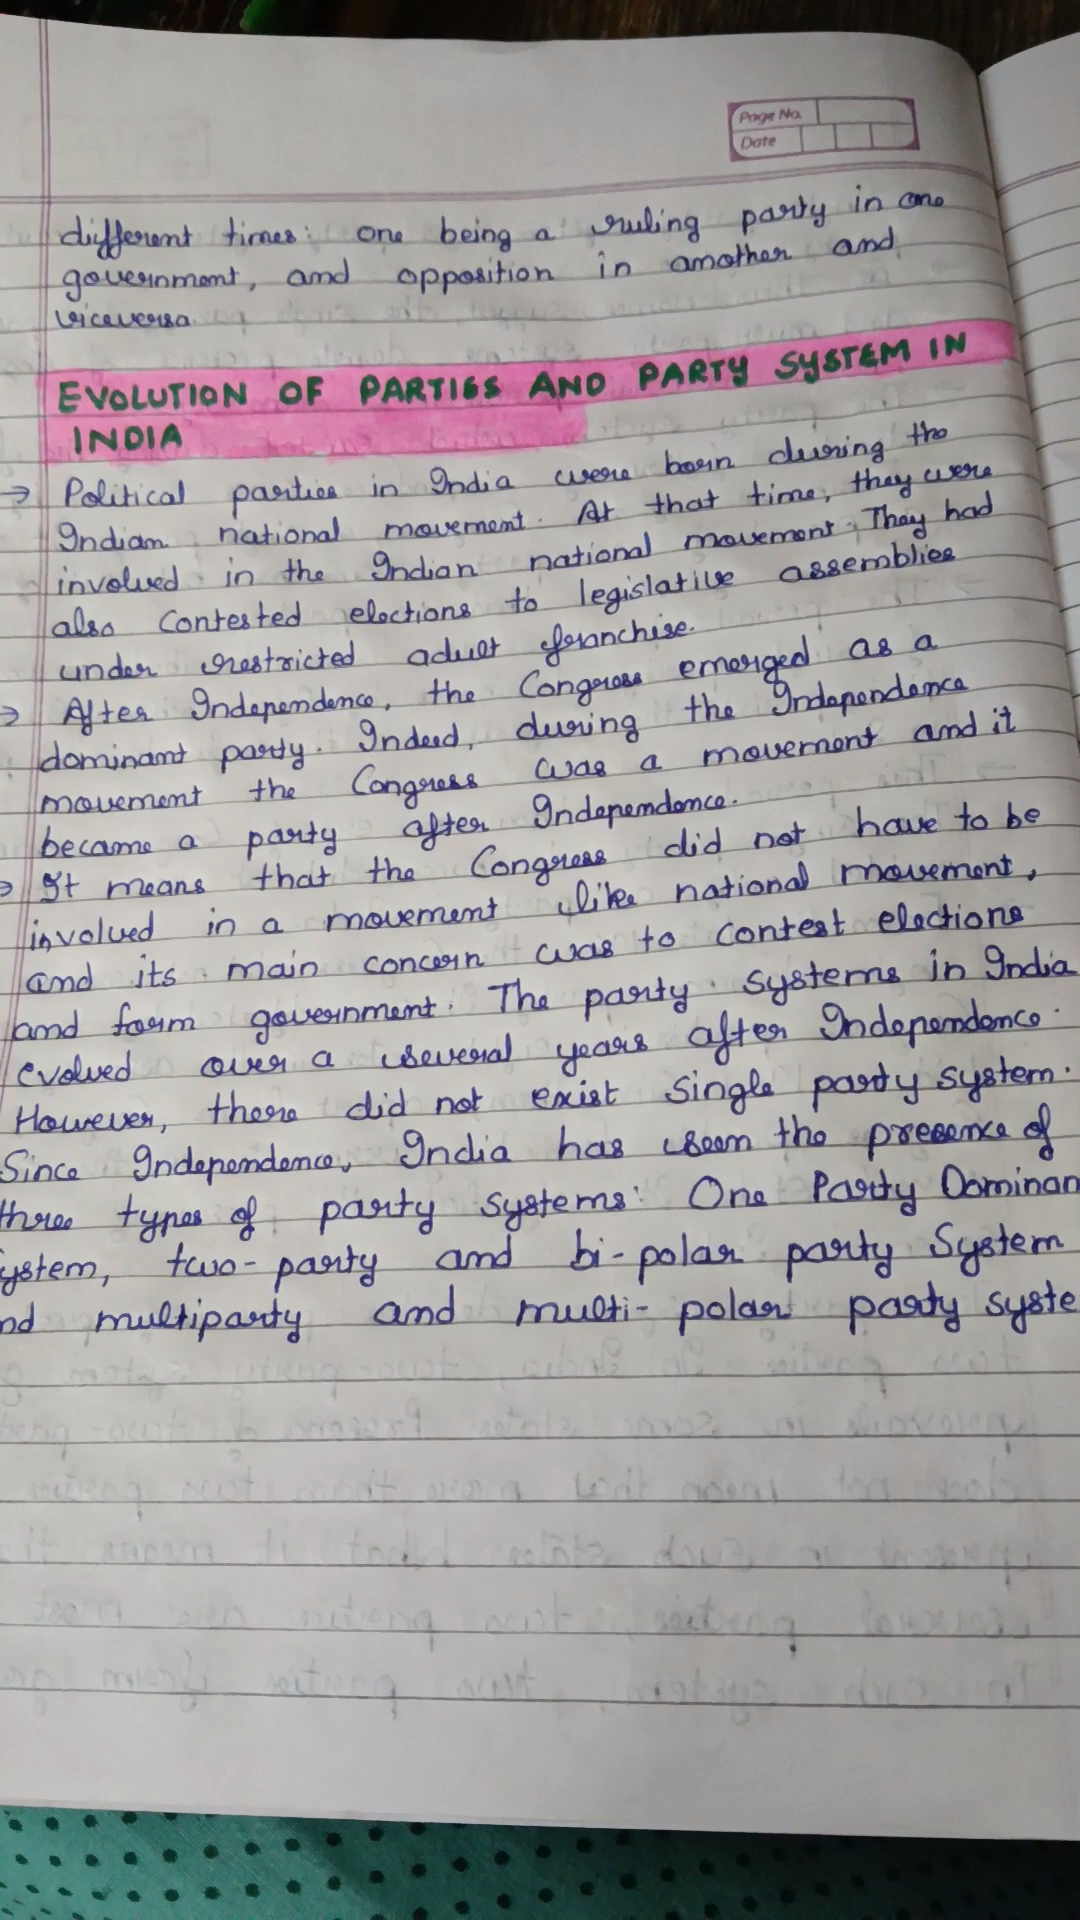 Page No.
Date
different times: one being a ruling party in one
government, and opposition in another and
viceversa
EVOLUTION OF PARTIES AND PARTY SYSTEM IN
INDIA
→ Political parties in India were born during the
Indian national movement. At that time, they were
involved in the Indian national movement. They had
also contested elections to legislative assemblies
under restricted adult franchise.
→ After Independence, the Congress emerged as a
dominant party. Indeed, during the Independence
movement the Congress was a movement and it
became a party after Independence.
→ It means that the Congress did not have to be
involved in a movement like national movement,
and its main concern was to contest elections
and form government. The party systems in India
evolved over a several years after Independence.
However, there did not exist single party system.
Since Independence, India has seen the presence of
three types of party systems: One Party Dominan
ystem, two-party and bi-polar party System
nd multiparty and multi-polar party syste